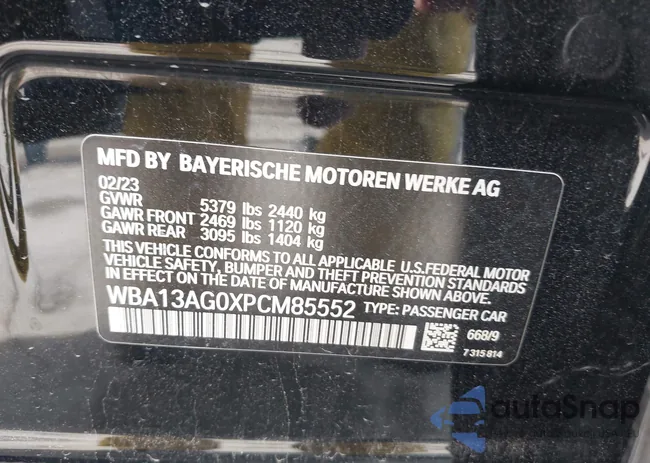 MFD BY BAYERISCHE MOTOREN WERKE AG
02/23
GVWR 5379 lbs 2440 kg
GAWR FRONT 2469 lbs 1120 kg
GAWR REAR 3095 lbs 1404 kg
THIS VEHICLE CONFORMS TO ALL APPLICABLE U.S.FEDERAL MOTOR
VEHICLE SAFETY, BUMPER AND THEFT PREVENTION STANDARDS
IN EFFECT ON THE DATE OF MANUFACTURE SHOWN ABOVE.
WBA13AG0XPCM85552 TYPE: PASSENGER CAR
668/9
7 315 814
autoSnap